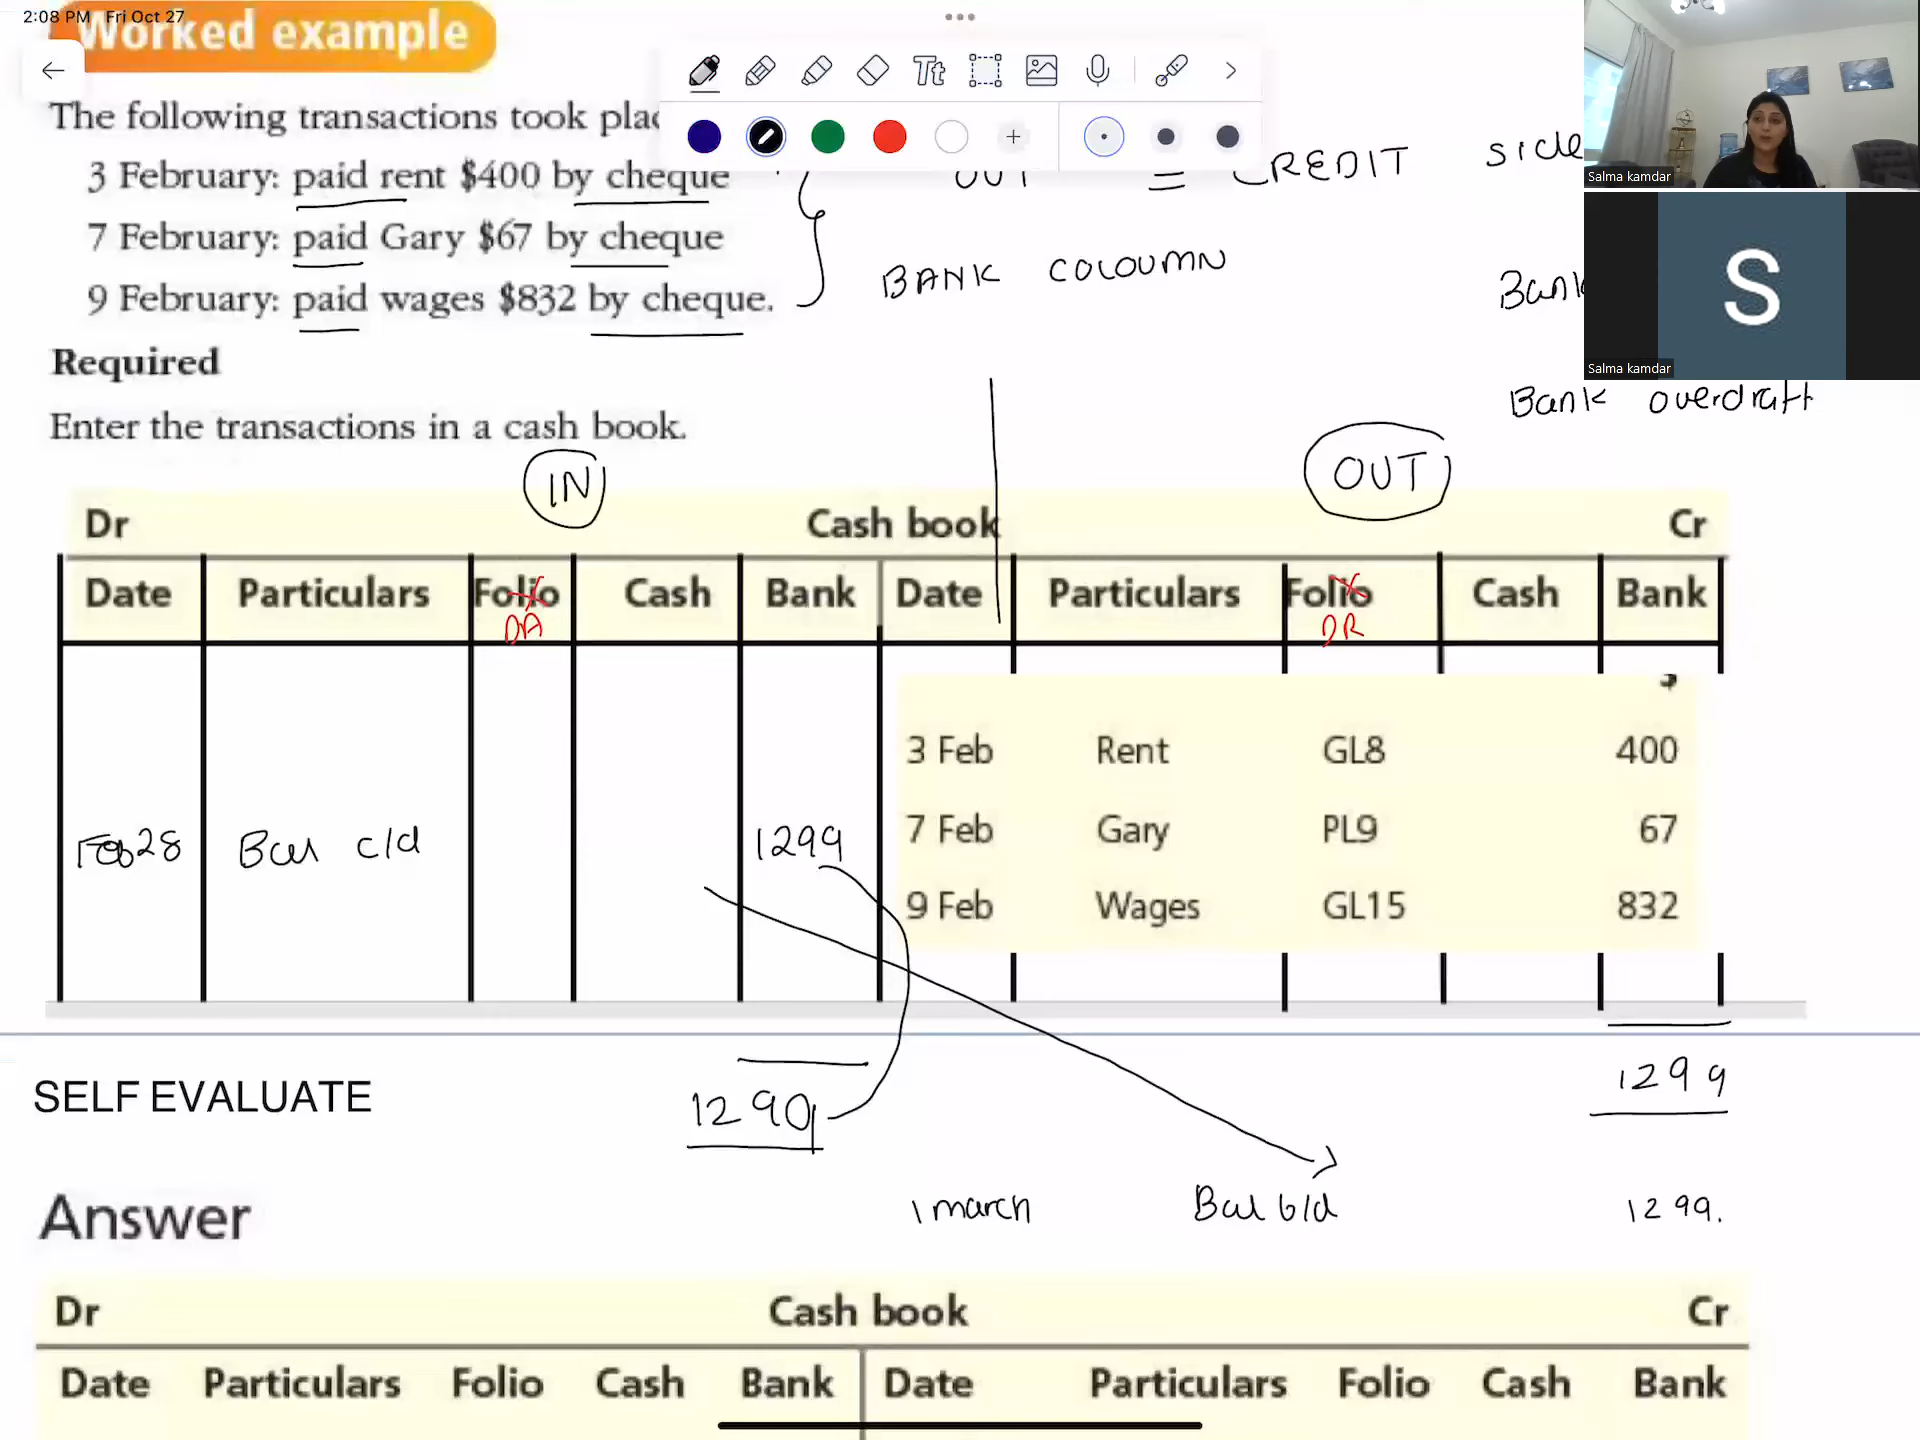 2:08 PM Fri Oct 27
Worked example
The following transactions took plac
3 February: paid rent $400 by cheque
7 February: paid Gary $67 by cheque
9 February: paid wages $832 by cheque.
OUT = CREDIT side
BANK COLOUMN
Bank
Bank overdraft
Salma kamdar
S
Salma kamdar
Required
Enter the transactions in a cash book.
IN
OUT
Dr Cash book Cr
Date Particulars Folio Cash Bank Date Particulars Folio Cash Bank
DR
$
3 Feb Rent GL8 400
Feb 28 Bal c/d 1299 7 Feb Gary PL9 67
9 Feb Wages GL15 832
1299
SELF EVALUATE
1 march Bal b/d 1299.
Answer
Dr Cash book Cr
Date Particulars Folio Cash Bank Date Particulars Folio Cash Bank